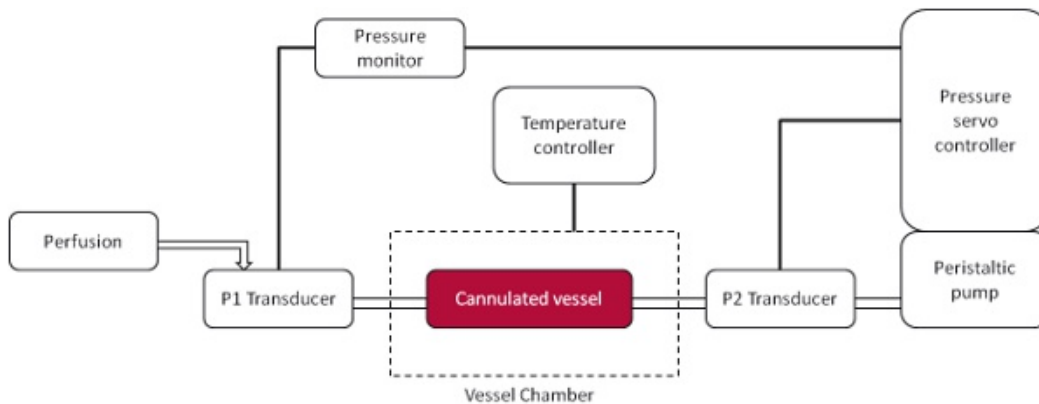 Pressure
monitor
Temperature
controller
Pressure
servo
controller
Perfusion
P1 Transducer
Cannulated vessel
P2 Transducer
Peristaltic
pump
Vessel Chamber